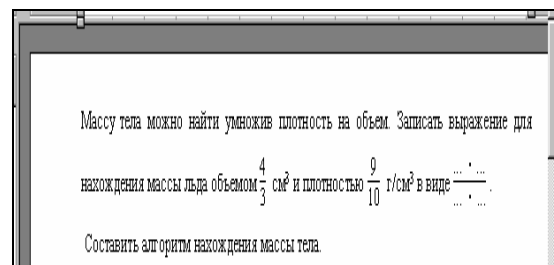 Массу тела можно найти умножив плотность на объем. Записать выражение для
нахождения массы льда объемом 4/3 см³ и плотностью 9/10 г/см³ в виде ... · .../... · ... .
Составить алгоритм нахождения массы тела.